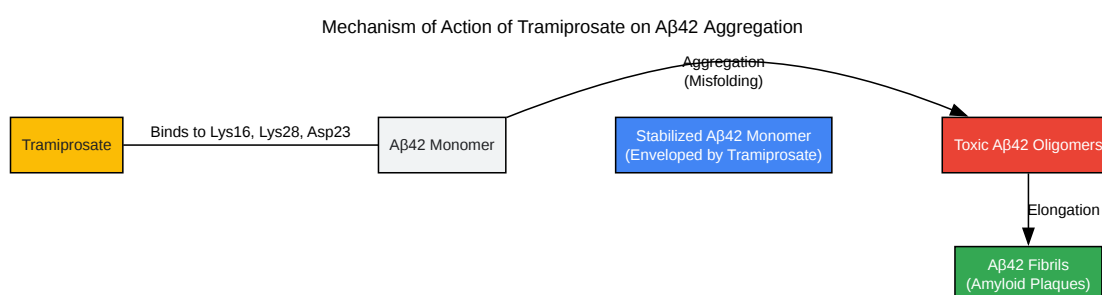 Mechanism of Action of Tramiprosate on Aβ42 Aggregation
Aggregation
(Misfolding)
Tramiprosate
Binds to Lys16, Lys28, Asp23
Aβ42 Monomer
Stabilized Aβ42 Monomer
(Enveloped by Tramiprosate)
Toxic Aβ42 Oligomers
Elongation
Aβ42 Fibrils
(Amyloid Plaques)